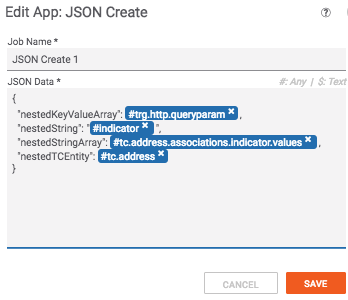 Edit App: JSON Create
Job Name *
JSON Create 1
JSON Data * #: Any | $: Text
{
"nestedKeyValueArray": #trg.http.queryparam ✖,
"nestedString": "#indicator ✖",
"nestedStringArray": #tc.address.associations.indicator.values ✖,
"nestedTCEntity": #tc.address ✖
}
CANCEL SAVE